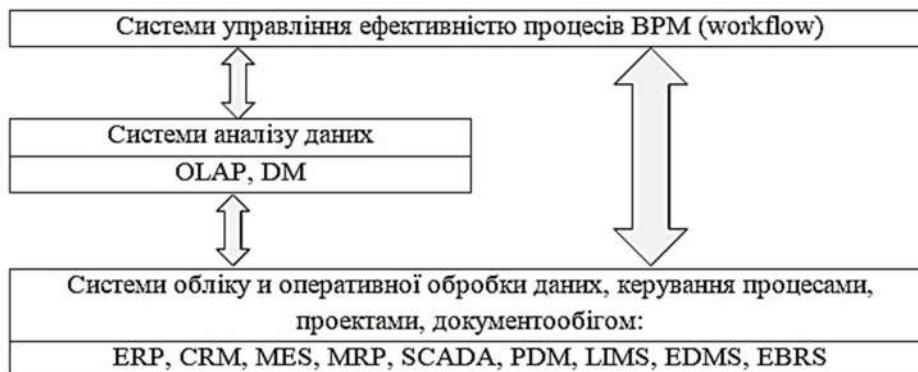 Системи управління ефективністю процесів BPM (workflow)
Системи аналізу даних
OLAP, DM
Системи обліку и оперативної обробки даних, керування процесами,
проектами, документообігом:
ERP, CRM, MES, MRP, SCADA, PDM, LIMS, EDMS, EBRS